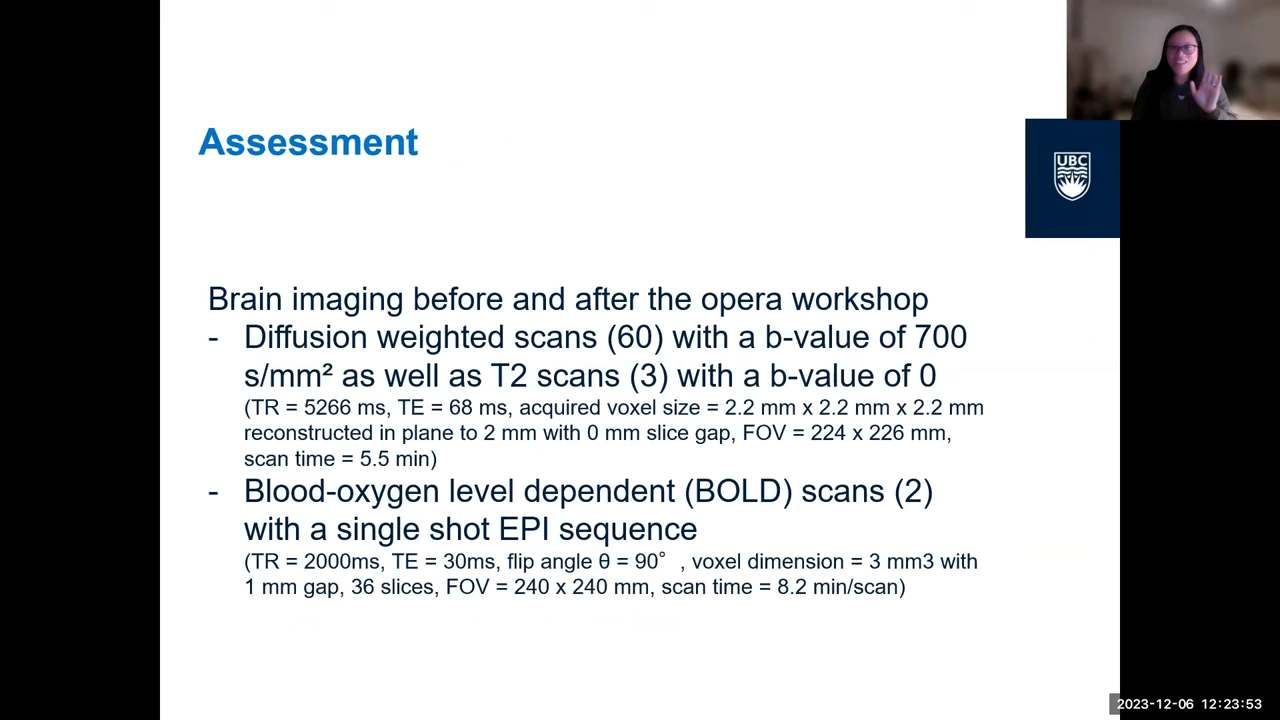 Assessment
UBC
Brain imaging before and after the opera workshop
- Diffusion weighted scans (60) with a b-value of 700
s/mm² as well as T2 scans (3) with a b-value of 0
(TR = 5266 ms, TE = 68 ms, acquired voxel size = 2.2 mm x 2.2 mm x 2.2 mm
reconstructed in plane to 2 mm with 0 mm slice gap, FOV = 224 x 226 mm,
scan time = 5.5 min)
- Blood-oxygen level dependent (BOLD) scans (2)
with a single shot EPI sequence
(TR = 2000ms, TE = 30ms, flip angle θ = 90° , voxel dimension = 3 mm3 with
1 mm gap, 36 slices, FOV = 240 x 240 mm, scan time = 8.2 min/scan)
2023-12-06 12:23:53